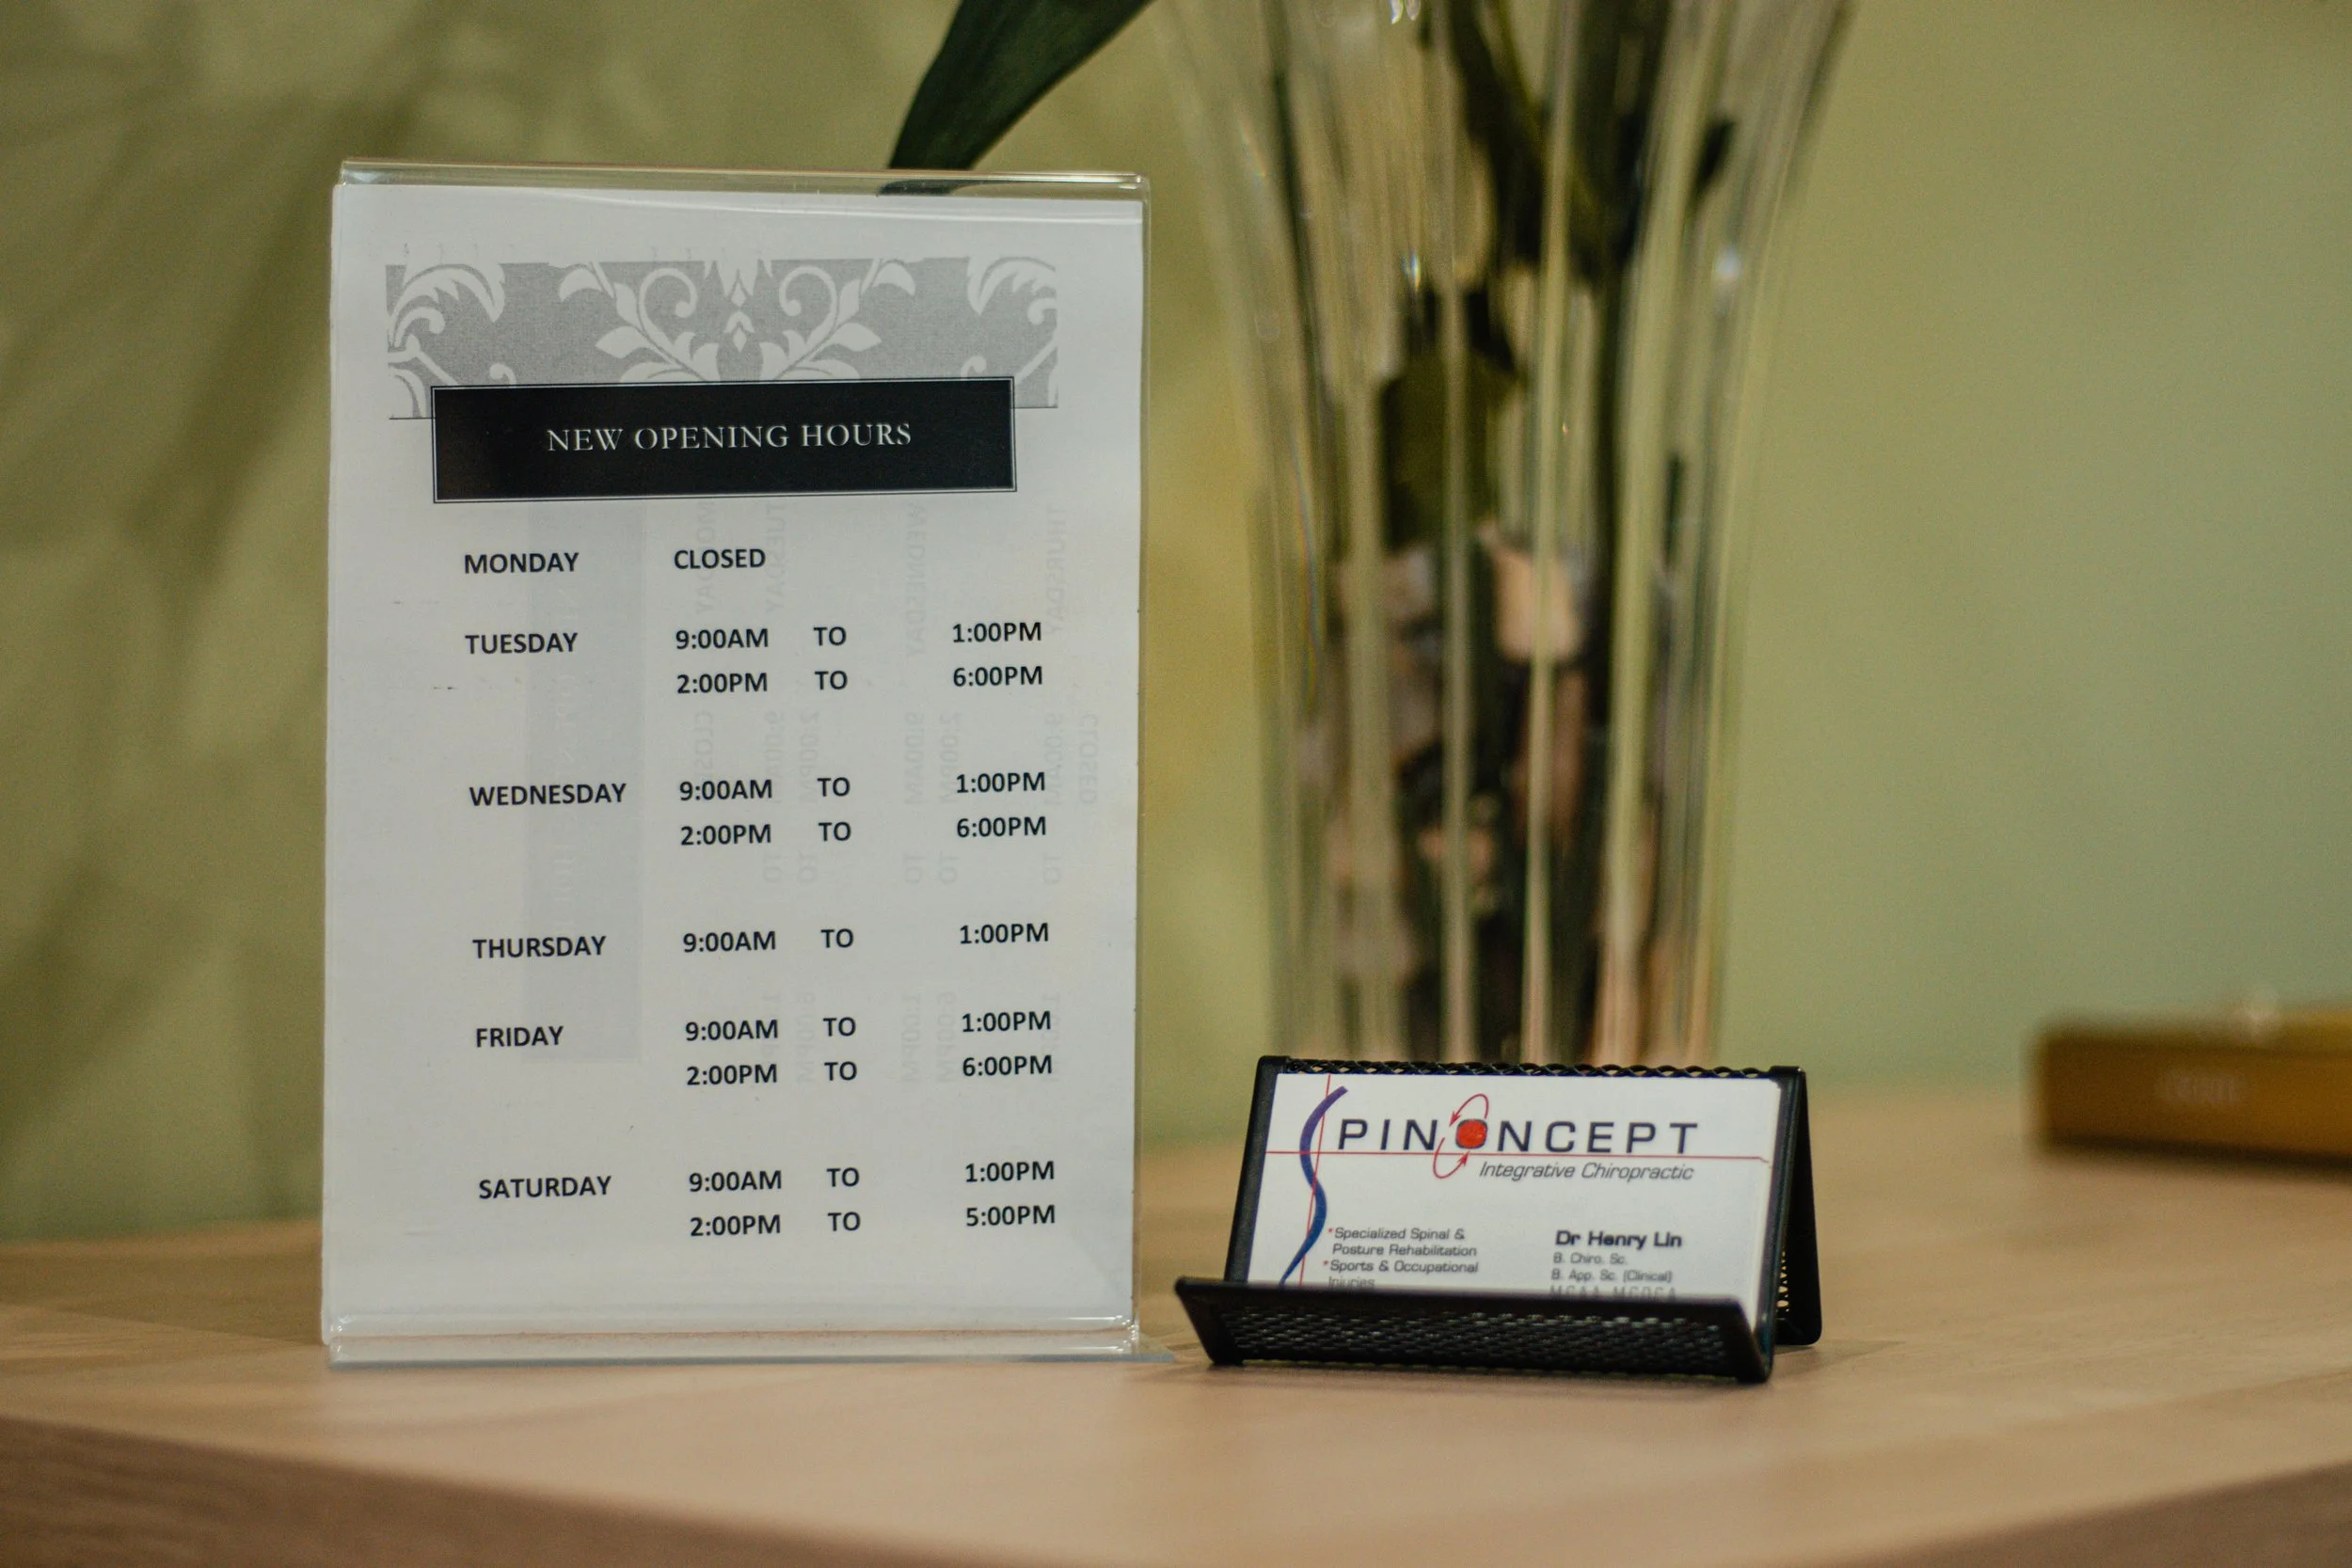 NEW OPENING HOURS
MONDAY CLOSED
TUESDAY 9:00AM TO 1:00PM
2:00PM TO 6:00PM
WEDNESDAY 9:00AM TO 1:00PM
2:00PM TO 6:00PM
THURSDAY 9:00AM TO 1:00PM
FRIDAY 9:00AM TO 1:00PM
2:00PM TO 6:00PM
SATURDAY 9:00AM TO 1:00PM
2:00PM TO 5:00PM
SPINONCEPT
Integrative Chiropractic
*Specialized Spinal &
Posture Rehabilitation
*Sports & Occupational
Injuries
Dr Henry Lin
B. Chiro. Sc.
B. App. Sc. (Clinical)